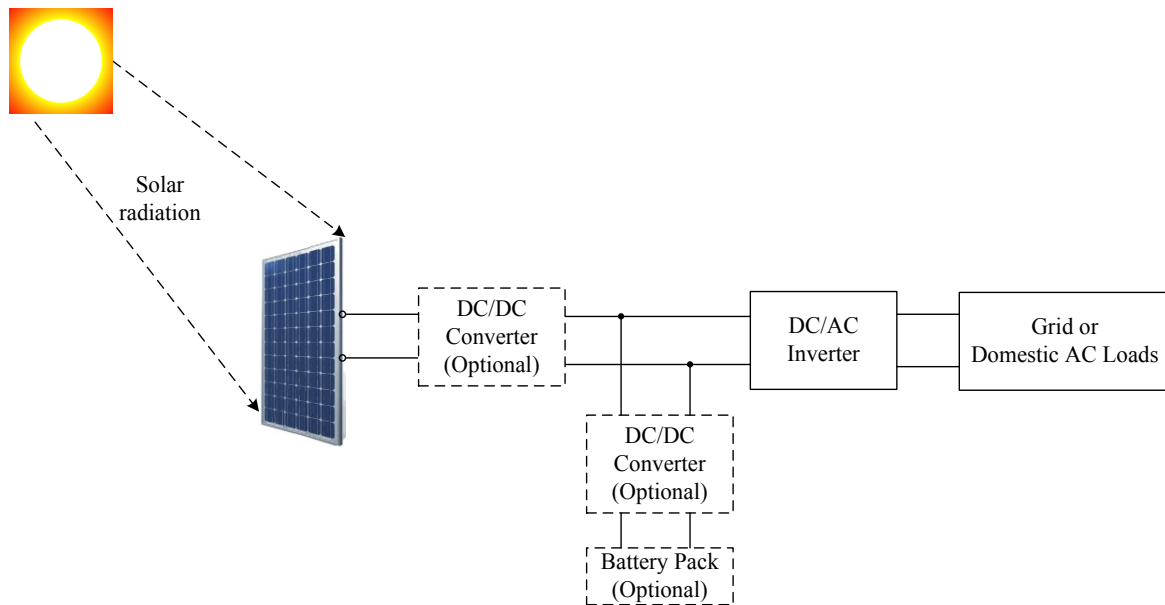 Solar
radiation
DC/DC
Converter
(Optional)
DC/AC
Inverter
Grid or
Domestic AC Loads
DC/DC
Converter
(Optional)
Battery Pack
(Optional)